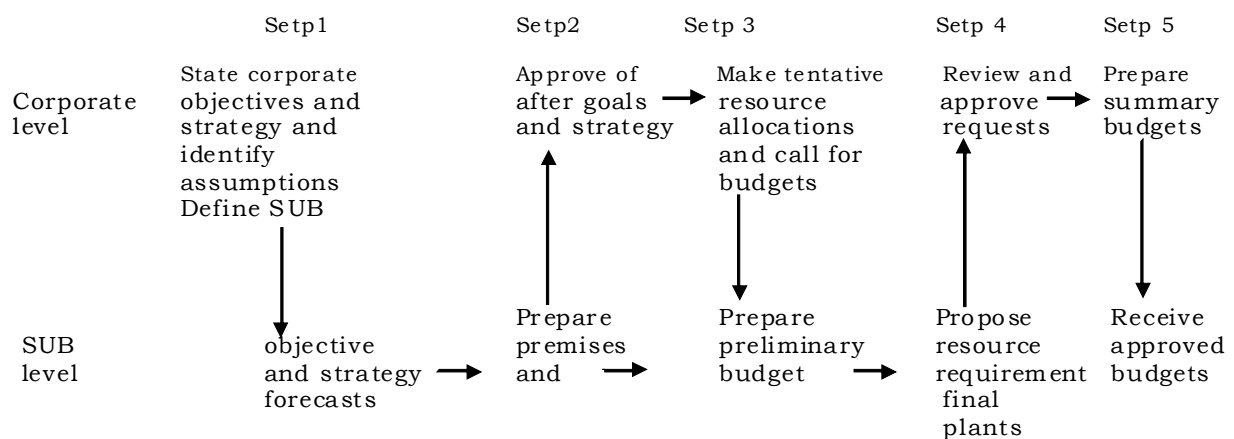 Setp1 Setp2 Setp 3 Setp 4 Setp 5
Corporate
level
State corporate
objectives and
strategy and
identify
assumptions
Define SUB
Approve of
after goals
and strategy
Make tentative
resource
allocations
and call for
budgets
Review and
approve
requests
Prepare
summary
budgets
SUB
level
objective
and strategy
forecasts
Prepare
premises
and
Prepare
preliminary
budget
Propose
resource
requirement
final
plants
Receive
approved
budgets